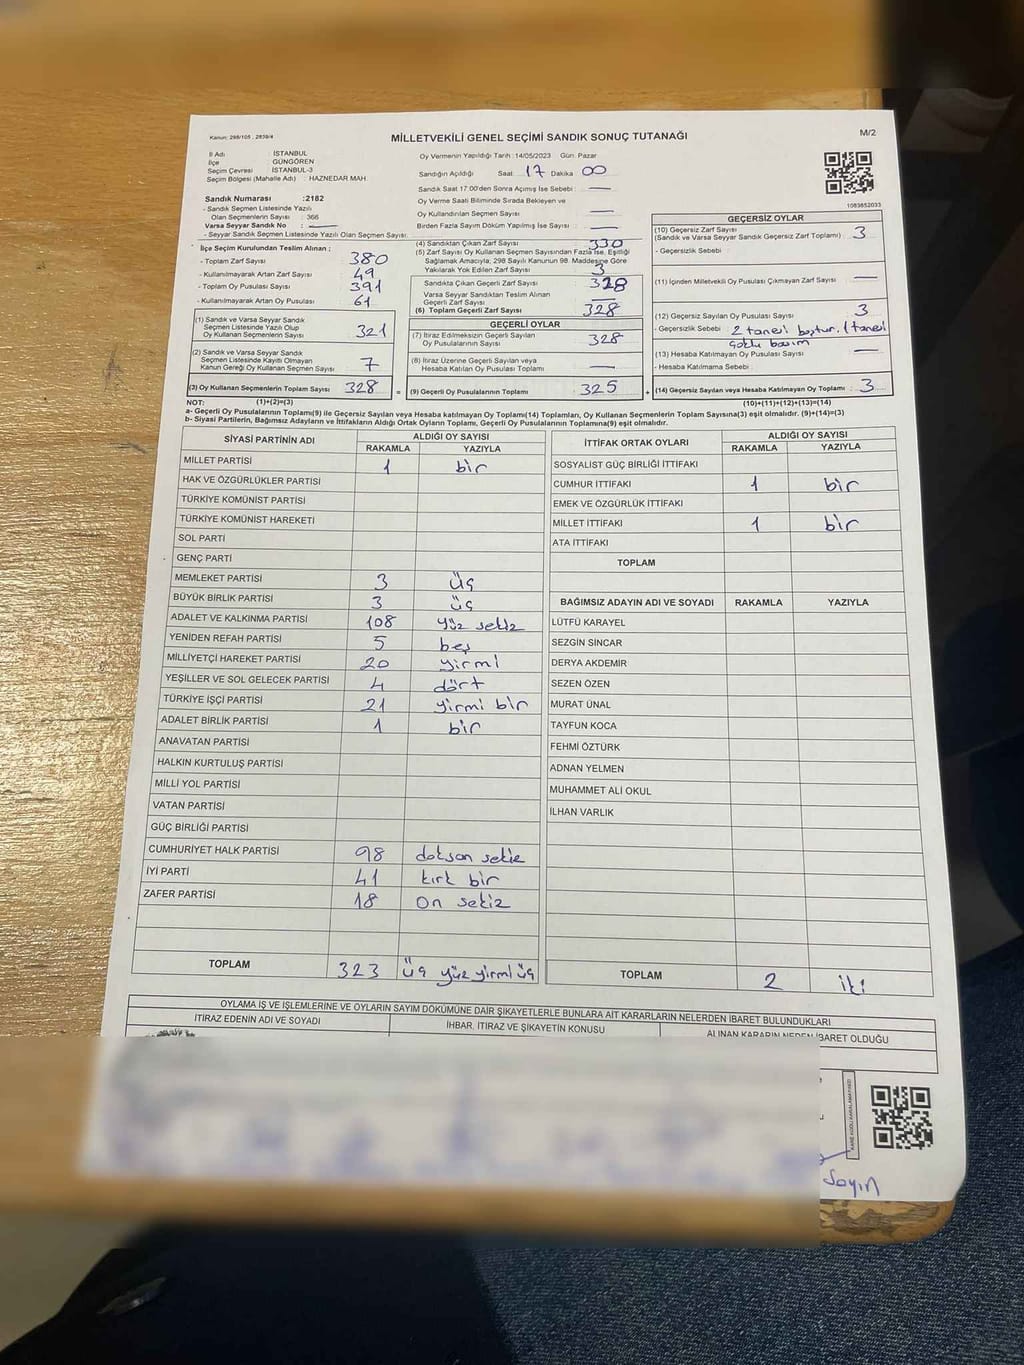 Kanun: 298/105 , 2839/4
MİLLETVEKİLİ GENEL SEÇİMİ SANDIK SONUÇ TUTANAĞI
M/2
İl Adı : İSTANBUL
İlçe : GÜNGÖREN
Seçim Çevresi : İSTANBUL-3
Seçim Bölgesi (Mahalle Adı) : HAZNEDAR MAH.
Sandık Numarası :2182
- Sandık Seçmen Listesinde Yazılı
Olan Seçmenlerin Sayısı : 366
Varsa Seyyar Sandık No :
- Seyyar Sandık Seçmen Listesinde Yazılı Olan Seçmen Sayısı
Oy Vermenin Yapıldığı Tarih :14/05/2023 Gün: Pazar
Sandığın Açıldığı Saat 17 Dakika 00
Sandık Saat 17:00'den Sonra Açılmış İse Sebebi :
Oy Verme Saati Bitiminde Sırada Bekleyen ve
Oy Kullandırılan Seçmen Sayısı
Birden Fazla Sayım Döküm Yapılmış İse Sayısı :
1083852033
İlçe Seçim Kurulundan Teslim Alınan ;
- Toplam Zarf Sayısı 380
- Kullanılmayarak Artan Zarf Sayısı 49
- Toplam Oy Pusulası Sayısı 391
- Kullanılmayarak Artan Oy Pusulası 61
(1) Sandık ve Varsa Seyyar Sandık
Seçmen Listesinde Yazılı Olup
Oy Kullanan Seçmenlerin Sayısı 321
(2) Sandık ve Varsa Seyyar Sandık
Seçmen Listesinde Kayıtlı Olmayan
Kanun Gereği Oy Kullanan Seçmen Sayısı 7
(3) Oy Kullanan Seçmenlerin Toplam Sayısı 328 =
(4) Sandıktan Çıkan Zarf Sayısı 330
(5) Zarf Sayısı Oy Kullanan Seçmen Sayısından Fazla İse, Eşitliği
Sağlamak Amacıyla, 298 Sayılı Kanunun 98. Maddesine Göre
Yakılarak Yok Edilen Zarf Sayısı 3
Sandıkta Çıkan Geçerli Zarf Sayısı 328
Varsa Seyyar Sandıktan Teslim Alınan
Geçerli Zarf Sayısı
(6) Toplam Geçerli Zarf Sayısı 328
GEÇERLİ OYLAR
(7) İtiraz Edilmeksizin Geçerli Sayılan
Oy Pusulalarının Sayısı 328
(8) İtiraz Üzerine Geçerli Sayılan veya
Hesaba Katılan Oy Pusulası Sayısı
(9) Geçerli Oy Pusulalarının Toplamı 325 +
GEÇERSİZ OYLAR
(10) Geçersiz Zarf Sayısı 3
(Sandık ve Varsa Seyyar Sandık Geçersiz Zarf Toplamı)
- Geçersizlik Sebebi
(11) İçinden Milletvekili Oy Pusulası Çıkmayan Zarf Sayısı
(12) Geçersiz Sayılan Oy Pusulası Sayısı 3
- Geçersizlik Sebebi : 2 tanesi boştur. 1 tanesi
çoklu basım
(13) Hesaba Katılmayan Oy Pusulası Sayısı
- Hesaba Katılmama Sebebi
(14) Geçersiz Sayılan veya Hesaba Katılmayan Oy Toplamı : 3
NOT: (1)+(2)=(3) (10)+(11)+(12)+(13)=(14)
a- Geçerli Oy Pusulalarının Toplamı(9) ile Geçersiz Sayılan veya Hesaba katılmayan Oy Toplamı(14) Toplamları, Oy Kullanan Seçmenlerin Toplam Sayısına(3) eşit olmalıdır. (9)+(14)=(3)
b- Siyasi Partilerin, Bağımsız Adayların ve İttifakların Aldığı Ortak Oyların Toplamı, Geçerli Oy Pusulalarının Toplamına(9) eşit olmalıdır.
SİYASİ PARTİNİN ADI ALDIĞI OY SAYISI
RAKAMLA YAZIYLA
MİLLET PARTİSİ 1 bir
HAK VE ÖZGÜRLÜKLER PARTİSİ
TÜRKİYE KOMÜNİST PARTİSİ
TÜRKİYE KOMÜNİST HAREKETİ
SOL PARTİ
GENÇ PARTİ
MEMLEKET PARTİSİ 3 üç
BÜYÜK BİRLİK PARTİSİ 3 üç
ADALET VE KALKINMA PARTİSİ 108 yüz sekiz
YENİDEN REFAH PARTİSİ 5 beş
MİLLİYETÇİ HAREKET PARTİSİ 20 yirmi
YEŞİLLER VE SOL GELECEK PARTİSİ 4 dört
TÜRKİYE İŞÇİ PARTİSİ 21 yirmi bir
ADALET BİRLİK PARTİSİ 1 bir
ANAVATAN PARTİSİ
HALKIN KURTULUŞ PARTİSİ
MİLLİ YOL PARTİSİ
VATAN PARTİSİ
GÜÇ BİRLİĞİ PARTİSİ
CUMHURİYET HALK PARTİSİ 98 doksan sekiz
İYİ PARTİ 41 kırk bir
ZAFER PARTİSİ 18 on sekiz
TOPLAM 323 üç yüz yirmi üç
İTTİFAK ORTAK OYLARI ALDIĞI OY SAYISI
RAKAMLA YAZIYLA
SOSYALİST GÜÇ BİRLİĞİ İTTİFAKI
CUMHUR İTTİFAKI 1 bir
EMEK VE ÖZGÜRLÜK İTTİFAKI
MİLLET İTTİFAKI 1 bir
ATA İTTİFAKI
TOPLAM
BAĞIMSIZ ADAYIN ADI VE SOYADI RAKAMLA YAZIYLA
LÜTFÜ KARAYEL
SEZGİN SİNCAR
DERYA AKDEMİR
SEZEN ÖZEN
MURAT ÜNAL
TAYFUN KOCA
FEHMİ ÖZTÜRK
ADNAN YELMEN
MUHAMMET ALİ OKUL
İLHAN VARLIK
TOPLAM 2 iki
OYLAMA İŞ VE İŞLEMLERİNE VE OYLARIN SAYIM DÖKÜMÜNE DAİR ŞİKAYETLERLE BUNLARA AİT KARARLARIN NELERDEN İBARET BULUNDUKLARI
İTİRAZ EDENİN ADI VE SOYADI İHBAR, İTİRAZ VE ŞİKAYETİN KONUSU ALINAN KARARIN NEDEN İBARET OLDUĞU